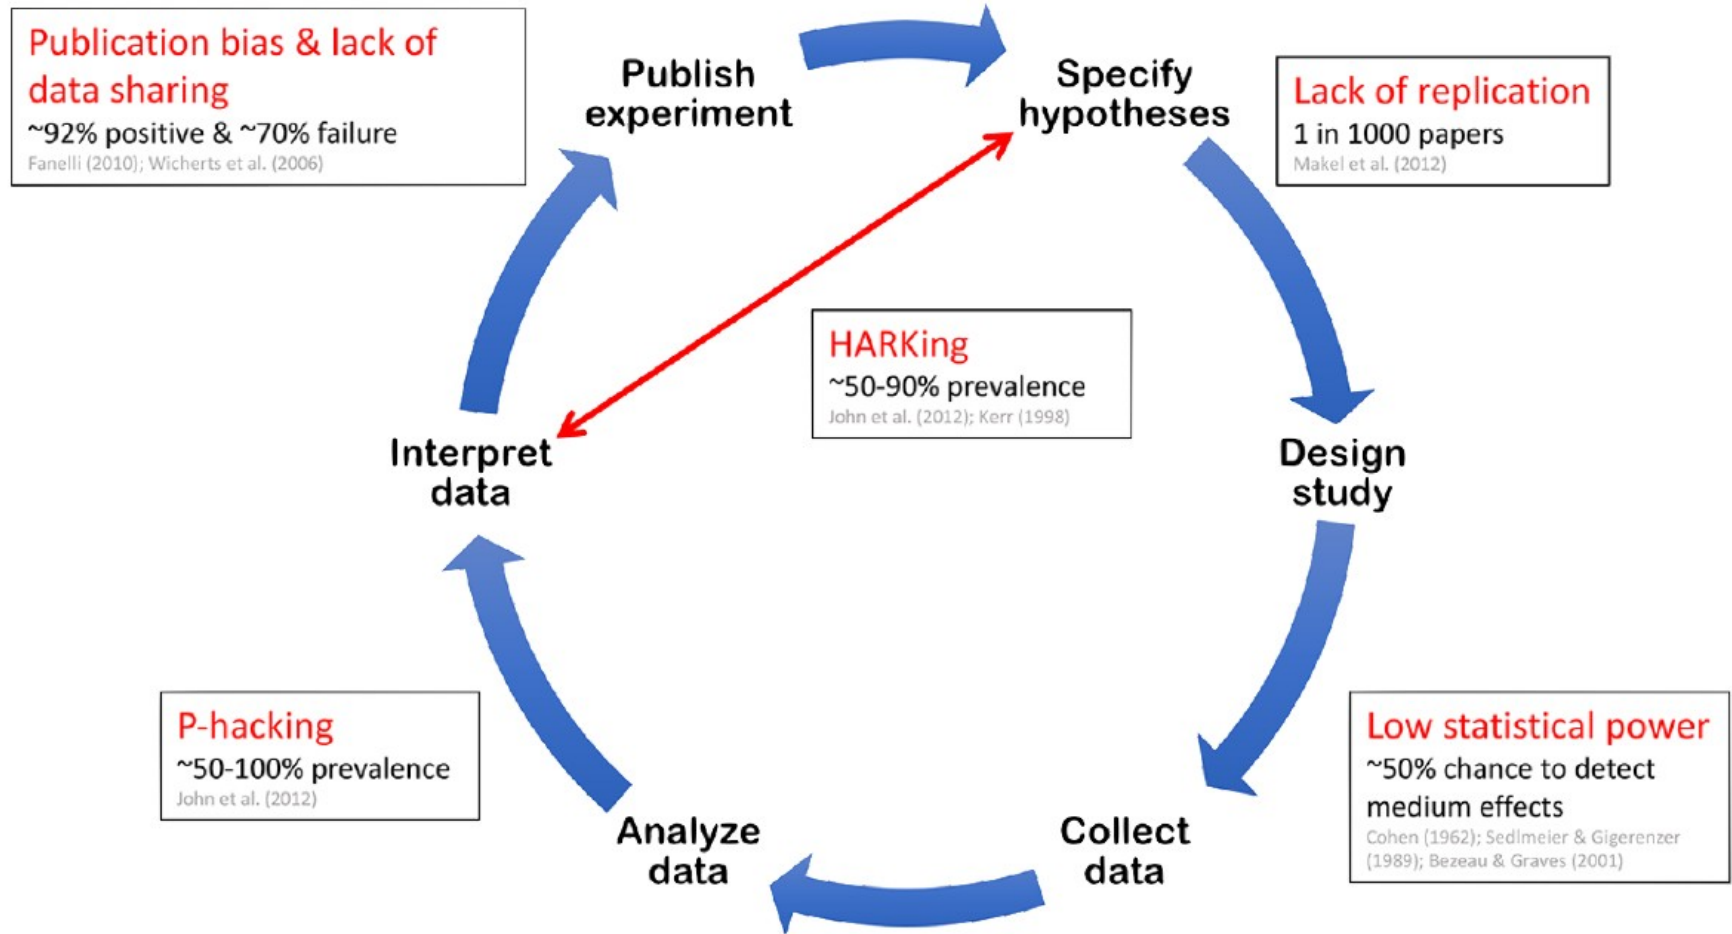 Publication bias & lack of
data sharing
~92% positive & ~70% failure
Fanelli (2010); Wicherts et al. (2006)
Publish
experiment
Specify
hypotheses
Lack of replication
1 in 1000 papers
Makel et al. (2012)
HARKing
~50-90% prevalence
John et al. (2012); Kerr (1998)
Interpret
data
Design
study
P-hacking
~50-100% prevalence
John et al. (2012)
Low statistical power
~50% chance to detect
medium effects
Cohen (1962); Sedlmeier & Gigerenzer
(1989); Bezeau & Graves (2001)
Analyze
data
Collect
data